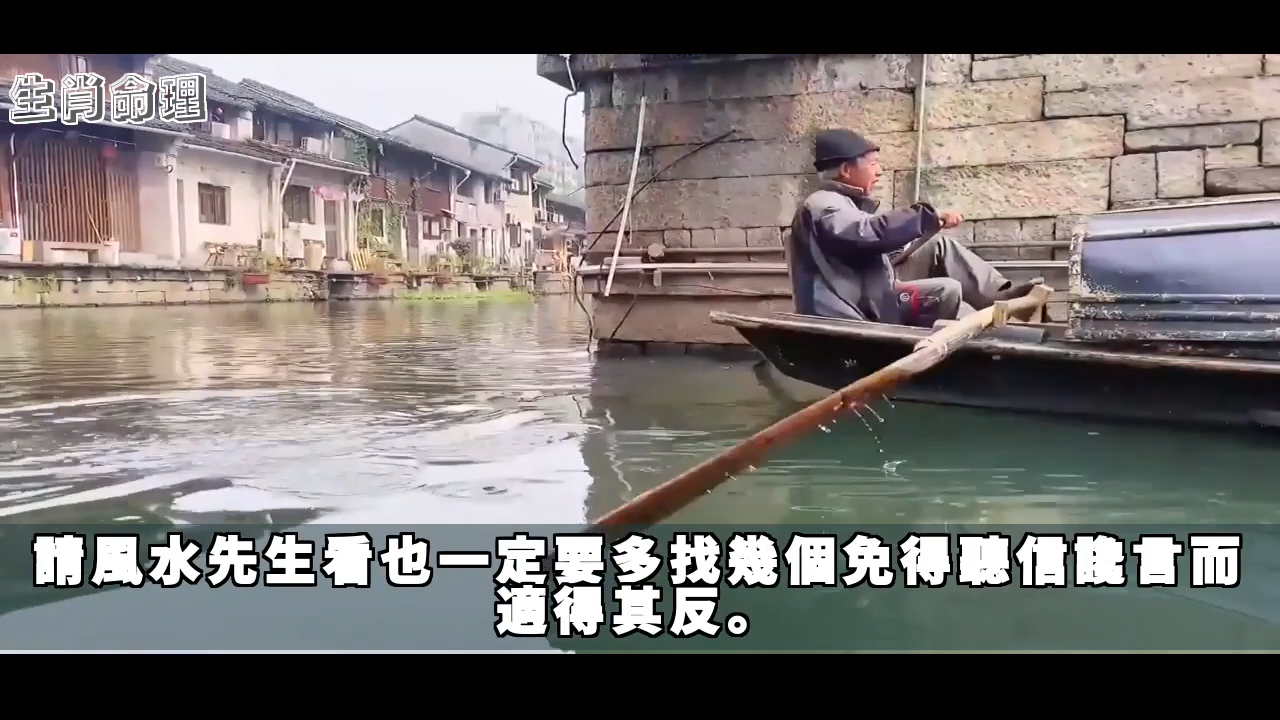 生肖命理
請風水先生看也一定要多找幾個免得聽信讒言而
適得其反。